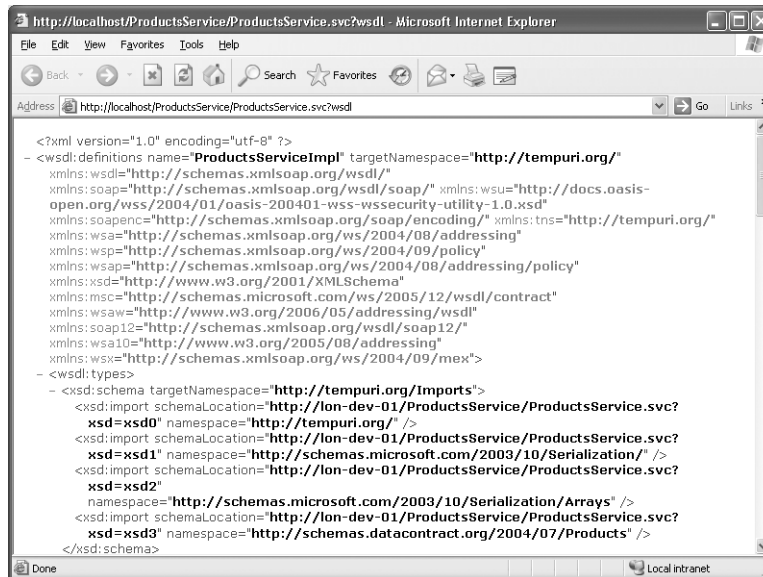 http://localhost/ProductsService/ProductsService.svc?wsdl - Microsoft Internet Explorer
File Edit View Favorites Tools Help
Back Search Favorites
Address http://localhost/ProductsService/ProductsService.svc?wsdl Go Links
<?xml version="1.0" encoding="utf-8" ?>
- <wsdl:definitions name="ProductsServiceImpl" targetNamespace="http://tempuri.org/"
xmlns:wsdl="http://schemas.xmlsoap.org/wsdl/"
xmlns:soap="http://schemas.xmlsoap.org/wsdl/soap/" xmlns:wsu="http://docs.oasis-
open.org/wss/2004/01/oasis-200401-wss-wssecurity-utility-1.0.xsd"
xmlns:soapenc="http://schemas.xmlsoap.org/soap/encoding/" xmlns:tns="http://tempuri.org/"
xmlns:wsa="http://schemas.xmlsoap.org/ws/2004/08/addressing"
xmlns:wsp="http://schemas.xmlsoap.org/ws/2004/09/policy"
xmlns:wsap="http://schemas.xmlsoap.org/ws/2004/08/addressing/policy"
xmlns:xsd="http://www.w3.org/2001/XMLSchema"
xmlns:msc="http://schemas.microsoft.com/ws/2005/12/wsdl/contract"
xmlns:wsaw="http://www.w3.org/2006/05/addressing/wsdl"
xmlns:soap12="http://schemas.xmlsoap.org/wsdl/soap12/"
xmlns:wsa10="http://www.w3.org/2005/08/addressing"
xmlns:wsx="http://schemas.xmlsoap.org/ws/2004/09/mex">
- <wsdl:types>
- <xsd:schema targetNamespace="http://tempuri.org/Imports">
<xsd:import schemaLocation="http://lon-dev-01/ProductsService/ProductsService.svc?
xsd=xsd0" namespace="http://tempuri.org/" />
<xsd:import schemaLocation="http://lon-dev-01/ProductsService/ProductsService.svc?
xsd=xsd1" namespace="http://schemas.microsoft.com/2003/10/Serialization/" />
<xsd:import schemaLocation="http://lon-dev-01/ProductsService/ProductsService.svc?
xsd=xsd2"
namespace="http://schemas.microsoft.com/2003/10/Serialization/Arrays" />
<xsd:import schemaLocation="http://lon-dev-01/ProductsService/ProductsService.svc?
xsd=xsd3" namespace="http://schemas.datacontract.org/2004/07/Products" />
</xsd:schema>
Done Local intranet